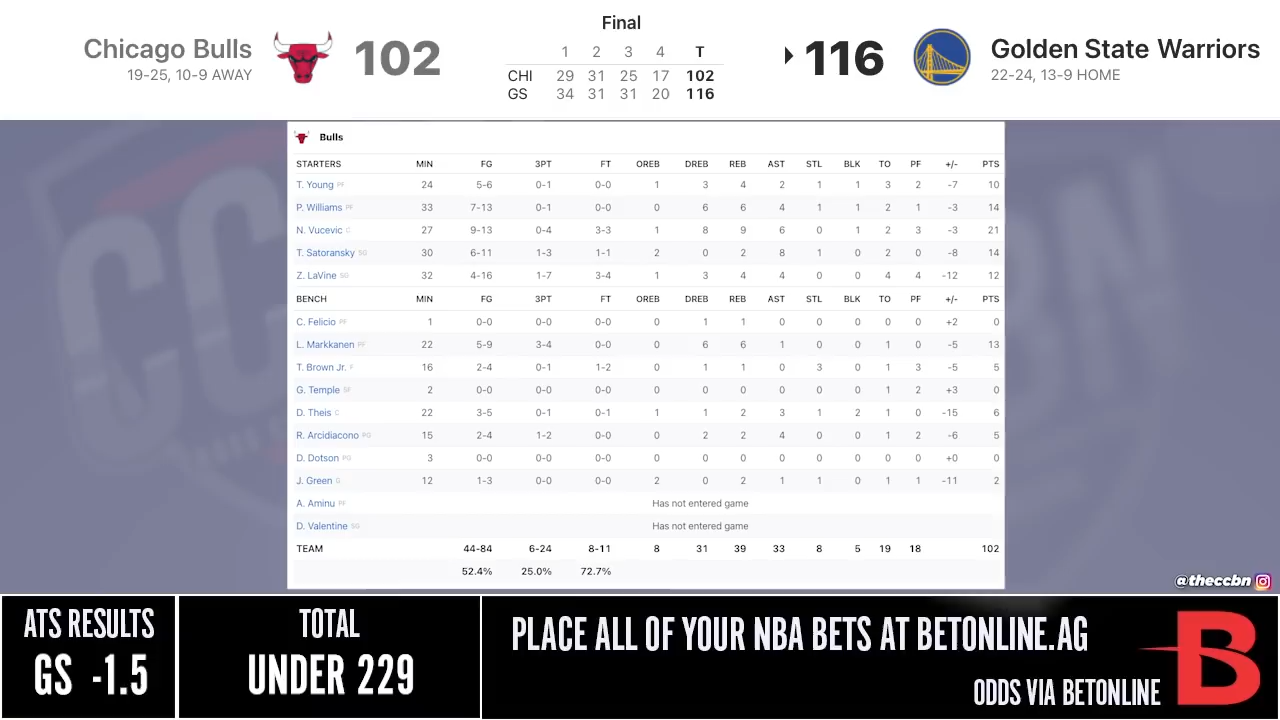 Final
Chicago Bulls
19-25, 10-9 AWAY
102
1 2 3 4 T
CHI 29 31 25 17 102
GS 34 31 31 20 116
116
Golden State Warriors
22-24, 13-9 HOME
Bulls
STARTERS MIN FG 3PT FT OREB DREB REB AST STL BLK TO PF +/- PTS
T. Young PF 24 5-6 0-1 0-0 1 3 4 2 1 1 3 2 -7 10
P. Williams PF 33 7-13 0-1 0-0 0 6 6 4 1 1 2 1 -3 14
N. Vucevic C 27 9-13 0-4 3-3 1 8 9 6 0 1 2 3 -3 21
T. Satoransky SG 30 6-11 1-3 1-1 2 0 2 8 1 0 2 0 -8 14
Z. LaVine SG 32 4-16 1-7 3-4 1 3 4 4 0 0 4 4 -12 12
BENCH MIN FG 3PT FT OREB DREB REB AST STL BLK TO PF +/- PTS
C. Felicio PF 1 0-0 0-0 0-0 0 1 1 0 0 0 0 0 +2 0
L. Markkanen PF 22 5-9 3-4 0-0 0 6 6 1 0 0 1 0 -5 13
T. Brown Jr. F 16 2-4 0-1 1-2 0 1 1 0 3 0 1 3 -5 5
G. Temple SF 2 0-0 0-0 0-0 0 0 0 0 0 0 1 2 +3 0
D. Theis C 22 3-5 0-1 0-1 1 1 2 3 1 2 1 0 -15 6
R. Arcidiacono PG 15 2-4 1-2 0-0 0 2 2 4 0 0 1 2 -6 5
D. Dotson PG 3 0-0 0-0 0-0 0 0 0 0 0 0 0 0 +0 0
J. Green G 12 1-3 0-0 0-0 2 0 2 1 1 0 1 1 -11 2
A. Aminu PF Has not entered game
D. Valentine SG Has not entered game
TEAM 44-84 6-24 8-11 8 31 39 33 8 5 19 18 102
52.4% 25.0% 72.7%
@theccbn
ATS RESULTS
GS -1.5
TOTAL
UNDER 229
PLACE ALL OF YOUR NBA BETS AT BETONLINE.AG
ODDS VIA BETONLINE
B